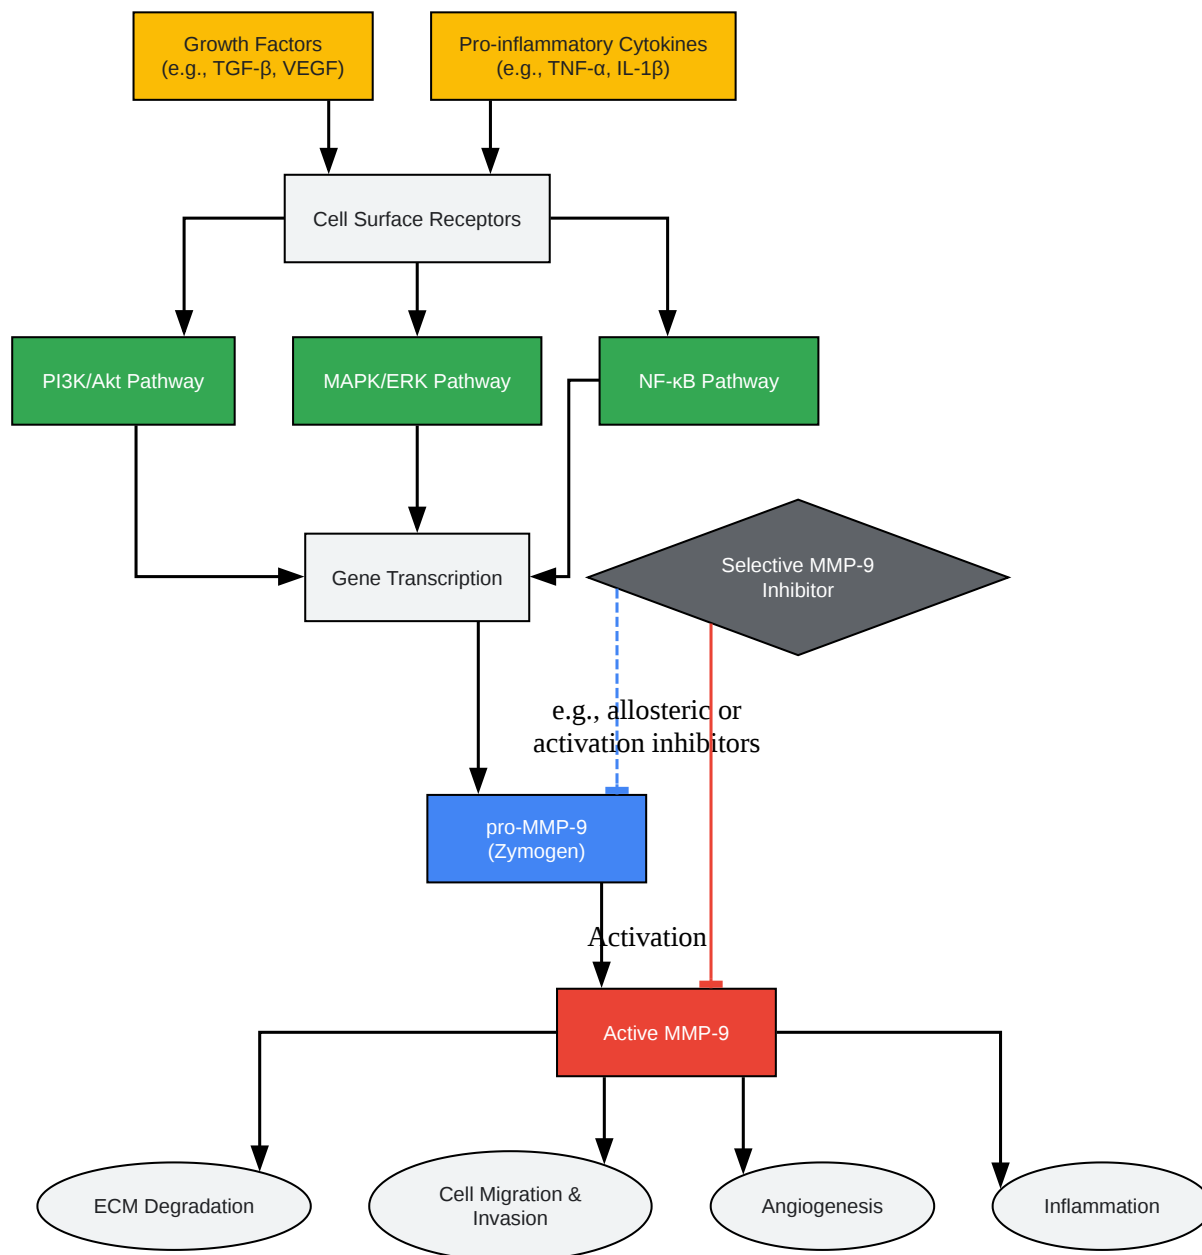 Growth Factors
(e.g., TGF-β, VEGF)
Pro-inflammatory Cytokines
(e.g., TNF-α, IL-1β)
Cell Surface Receptors
PI3K/Akt Pathway
MAPK/ERK Pathway
NF-κB Pathway
Gene Transcription
Selective MMP-9
Inhibitor
e.g., allosteric or
activation inhibitors
pro-MMP-9
(Zymogen)
Activation
Active MMP-9
ECM Degradation
Cell Migration &
Invasion
Angiogenesis
Inflammation